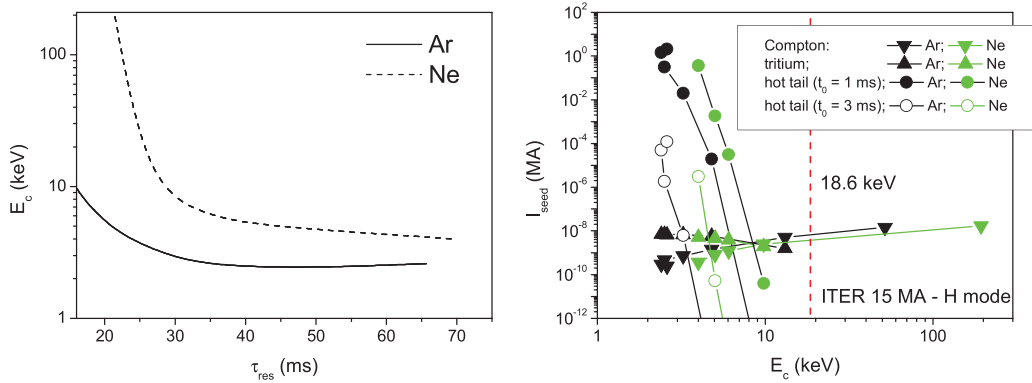 100
10
1
E_c (keV)
20 30 40 50 60 70
τ_res (ms)
Ar
Ne
10^2
10^0
10^-2
10^-4
10^-6
10^-8
10^-10
10^-12
I_seed (MA)
1 10 100
E_c (keV)
Compton: Ar; Ne
tritium; Ar; Ne
hot tail (t_0 = 1 ms); Ar; Ne
hot tail (t_0 = 3 ms); Ar; Ne
18.6 keV
ITER 15 MA - H mode